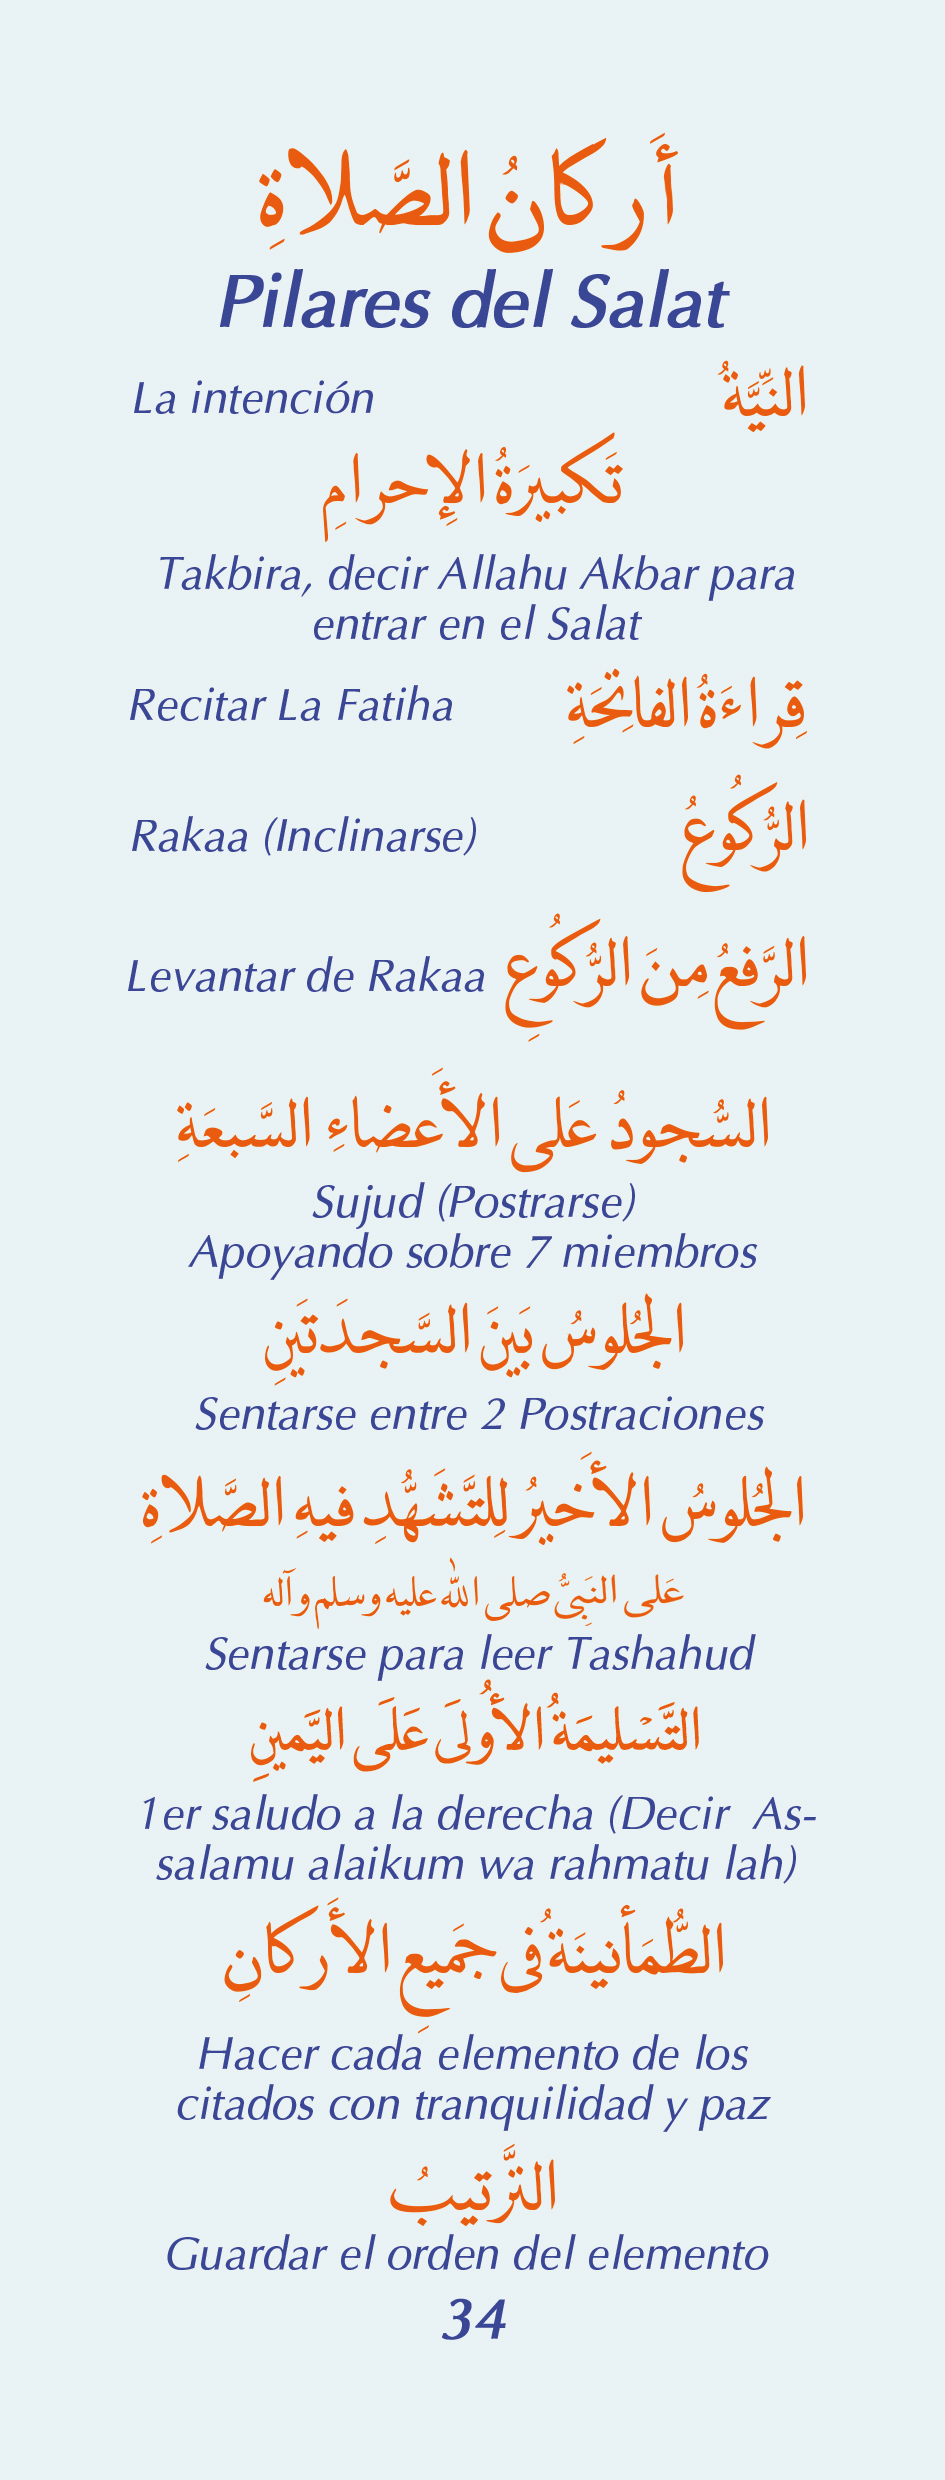 أَركانُ الصَّلاةِ
Pilares del Salat
La intención النِّيَّةُ
تَكبيرَةُ الإِحرامِ
Takbira, decir Allahu Akbar para
entrar en el Salat
Recitar La Fatiha قِراءَةُ الفاتِحَةِ
Rakaa (Inclinarse) الرُّكُوعُ
Levantar de Rakaa الرَّفعُ مِنَ الرُّكُوعِ
السُّجودُ عَلى الأَعضاءِ السَّبعَةِ
Sujud (Postrarse)
Apoyando sobre 7 miembros
الجُلوسُ بَينَ السَّجدَتَينِ
Sentarse entre 2 Postraciones
الجُلوسُ الأَخيرُ لِلتَّشَهُّدِ فيهِ الصَّلاةِ
عَلى النَبِىُّ صلى الله عليه وسلم وآله
Sentarse para leer Tashahud
التَّسْليمَةُ الأُولَى عَلَى اليَّمينِ
1er saludo a la derecha (Decir As-
salamu alaikum wa rahmatu lah)
الطُّمَأنينَةُ فى جَميعِ الأَركانِ
Hacer cada elemento de los
citados con tranquilidad y paz
التَّرتيبُ
Guardar el orden del elemento
34